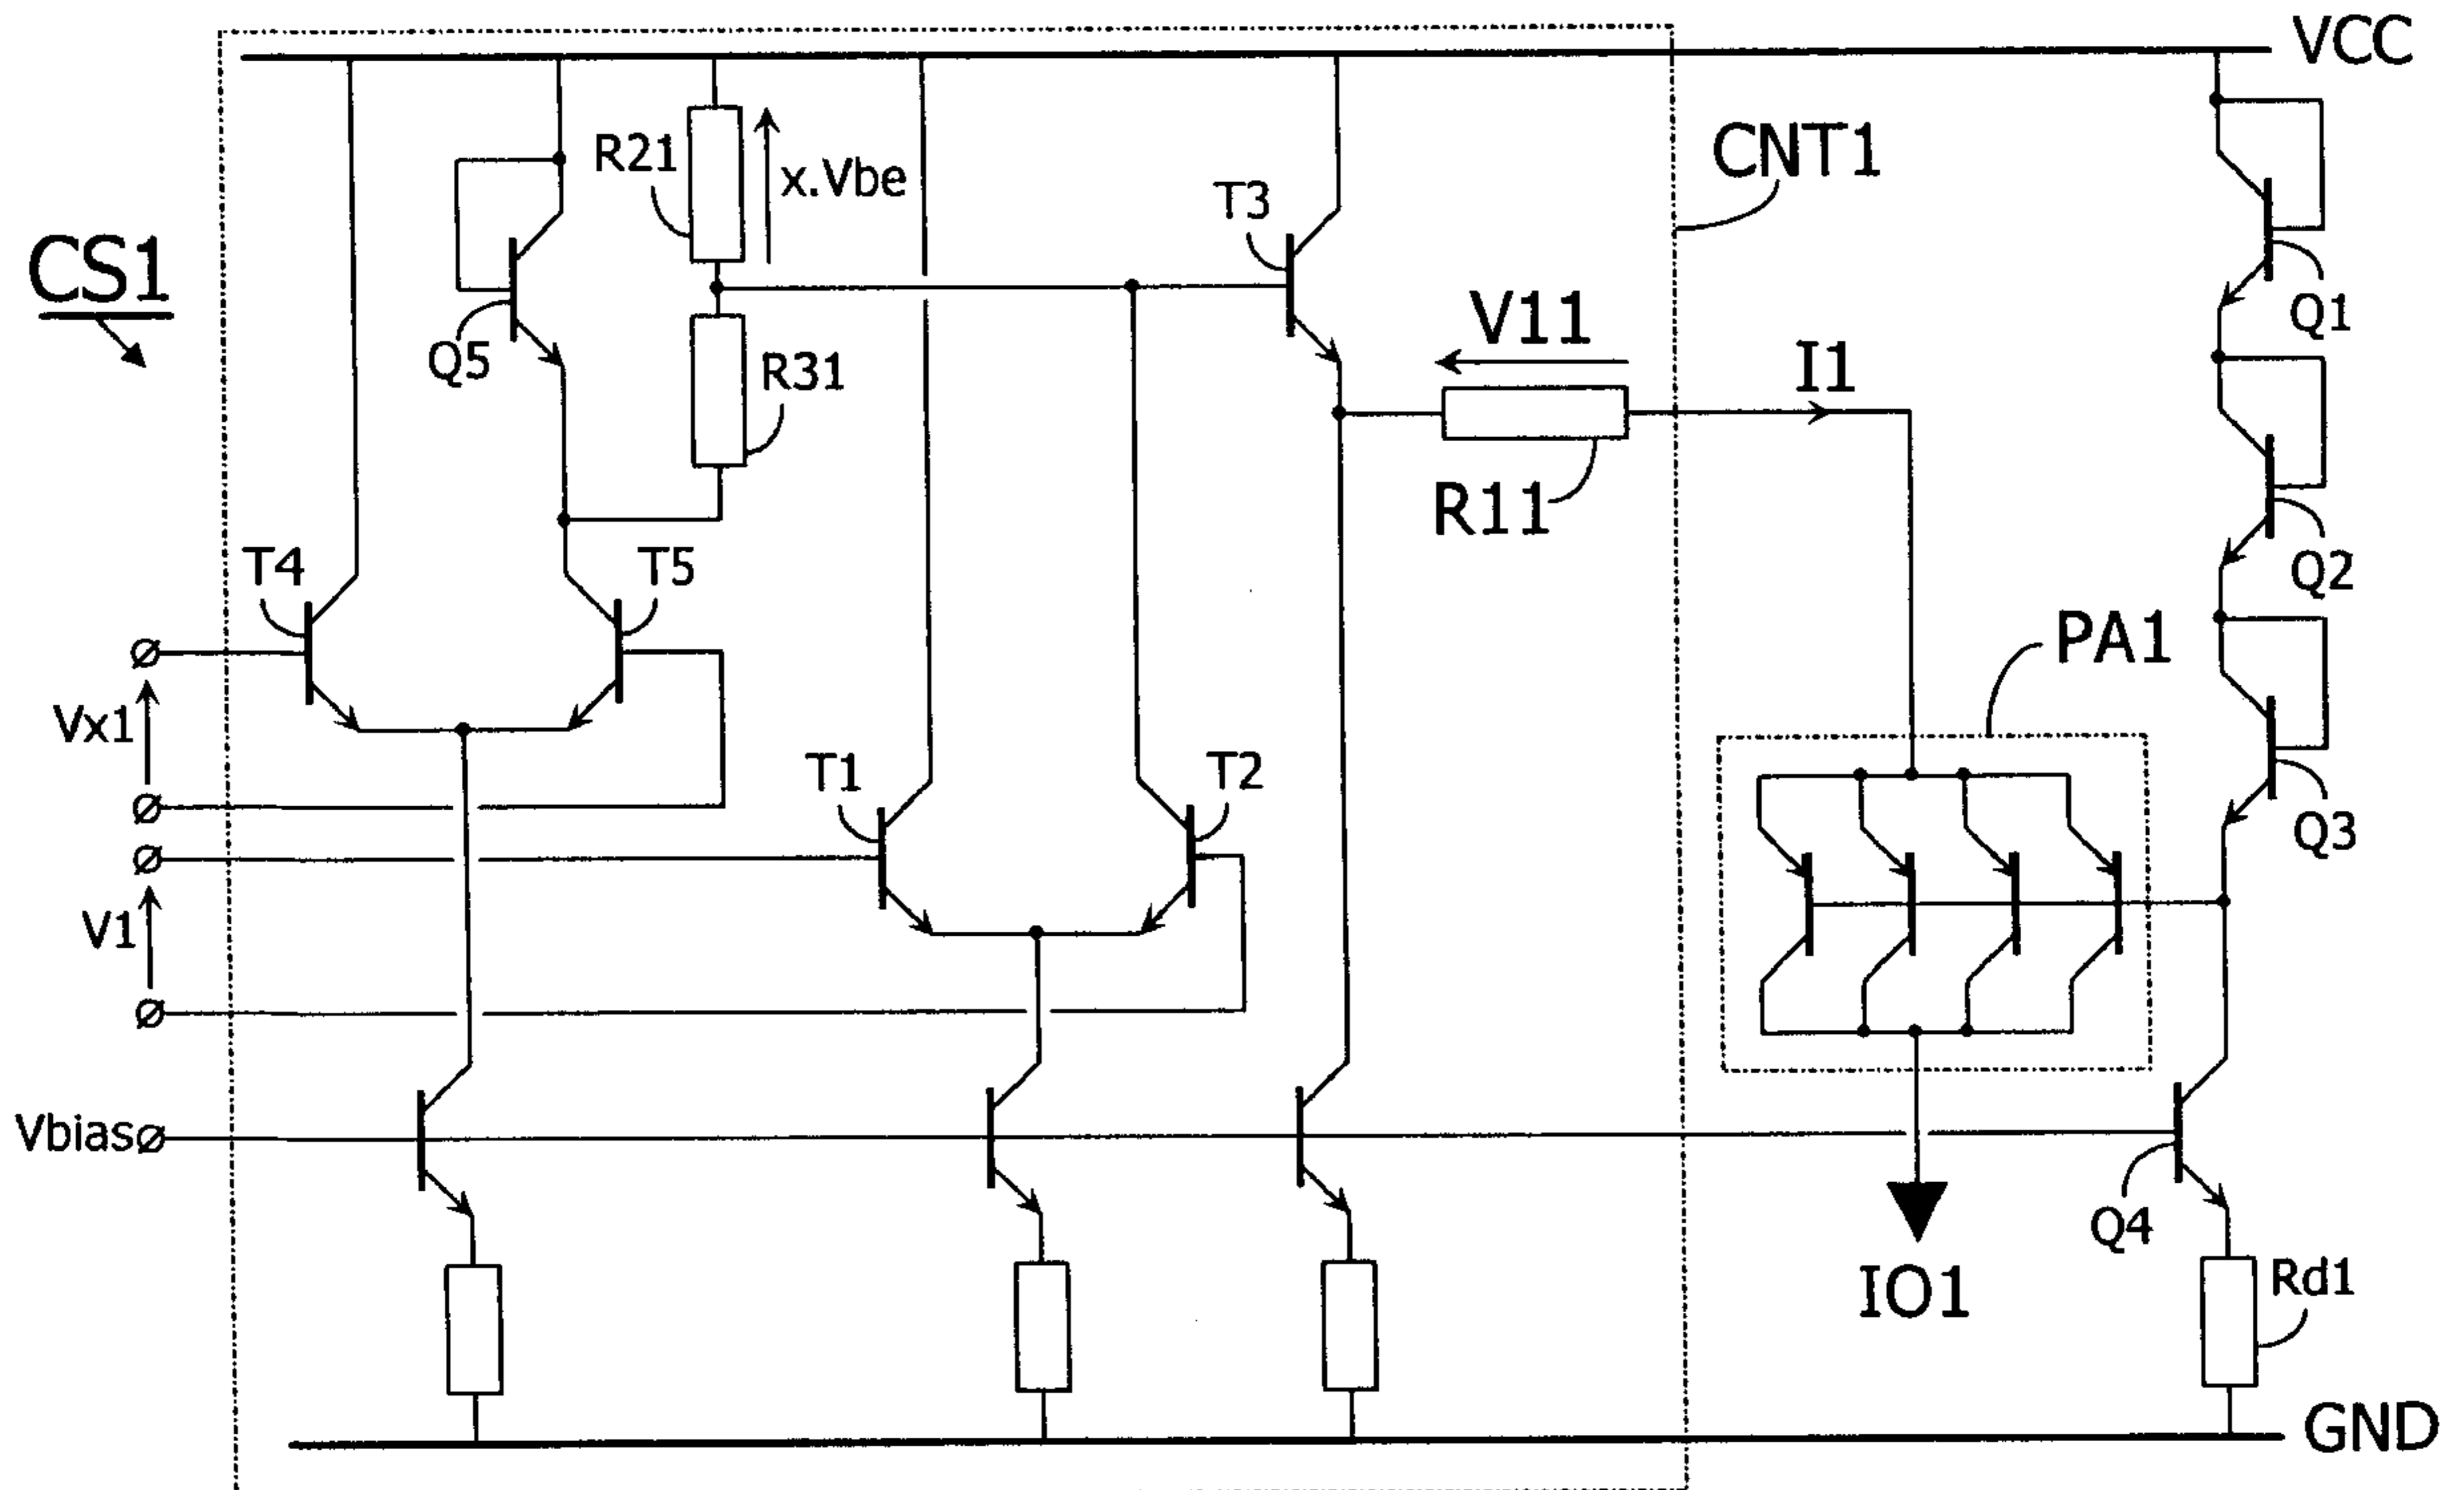 VCC
CNT1
R21
x.Vbe
T3
CS1
Q5
R31
V11
I1
Q1
R11
Q2
T4
T5
PA1
Vx1
T1
T2
Q3
V1
Vbias
Q4
IO1
Rd1
GND